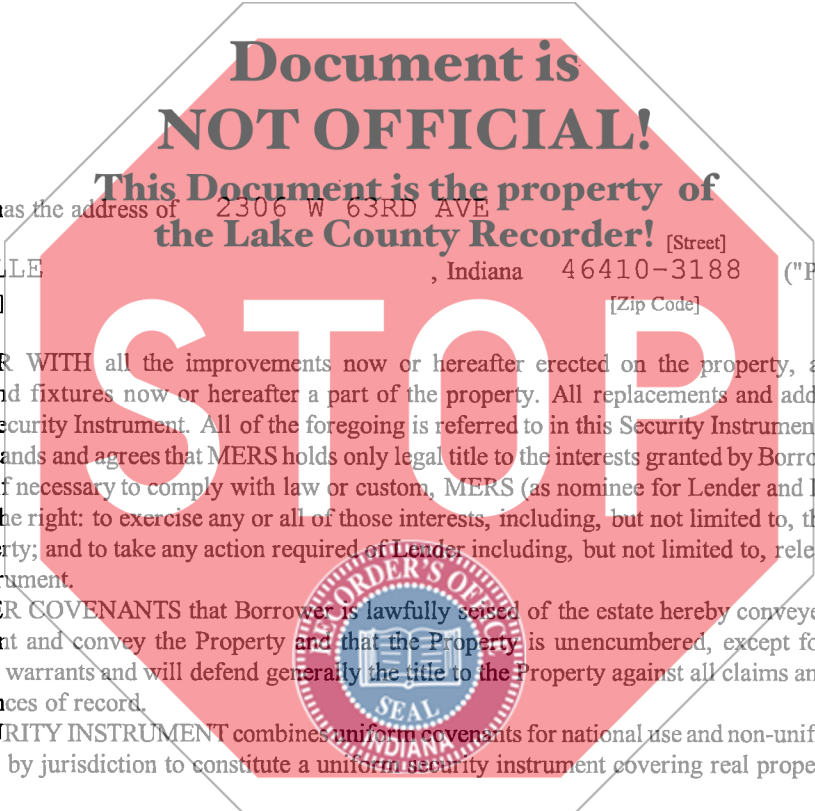 Document is
NOT OFFICIAL!
This Document is the property of
as the address of 2306 W 63RD AVE
the Lake County Recorder! [Street]
LLE , Indiana 46410-3188 ("P
]
[Zip Code]
STOP
R WITH all the improvements now or hereafter erected on the property, a
nd fixtures now or hereafter a part of the property. All replacements and add
ecurity Instrument. All of the foregoing is referred to in this Security Instrumen
ands and agrees that MERS holds only legal title to the interests granted by Borro
f necessary to comply with law or custom, MERS (as nominee for Lender and L
he right: to exercise any or all of those interests, including, but not limited to, th
rty; and to take any action required of Lender including, but not limited to, rele
rument.
ER COVENANTS that Borrower is lawfully seised of the estate hereby conveye
nt and convey the Property and that the Property is unencumbered, except fo
warrants and will defend generally the title to the Property against all claims an
nces of record.
RITY INSTRUMENT combines uniform covenants for national use and non-unif
by jurisdiction to constitute a uniform security instrument covering real prope
RECORDER'S OFFICE
SEAL
INDIANA